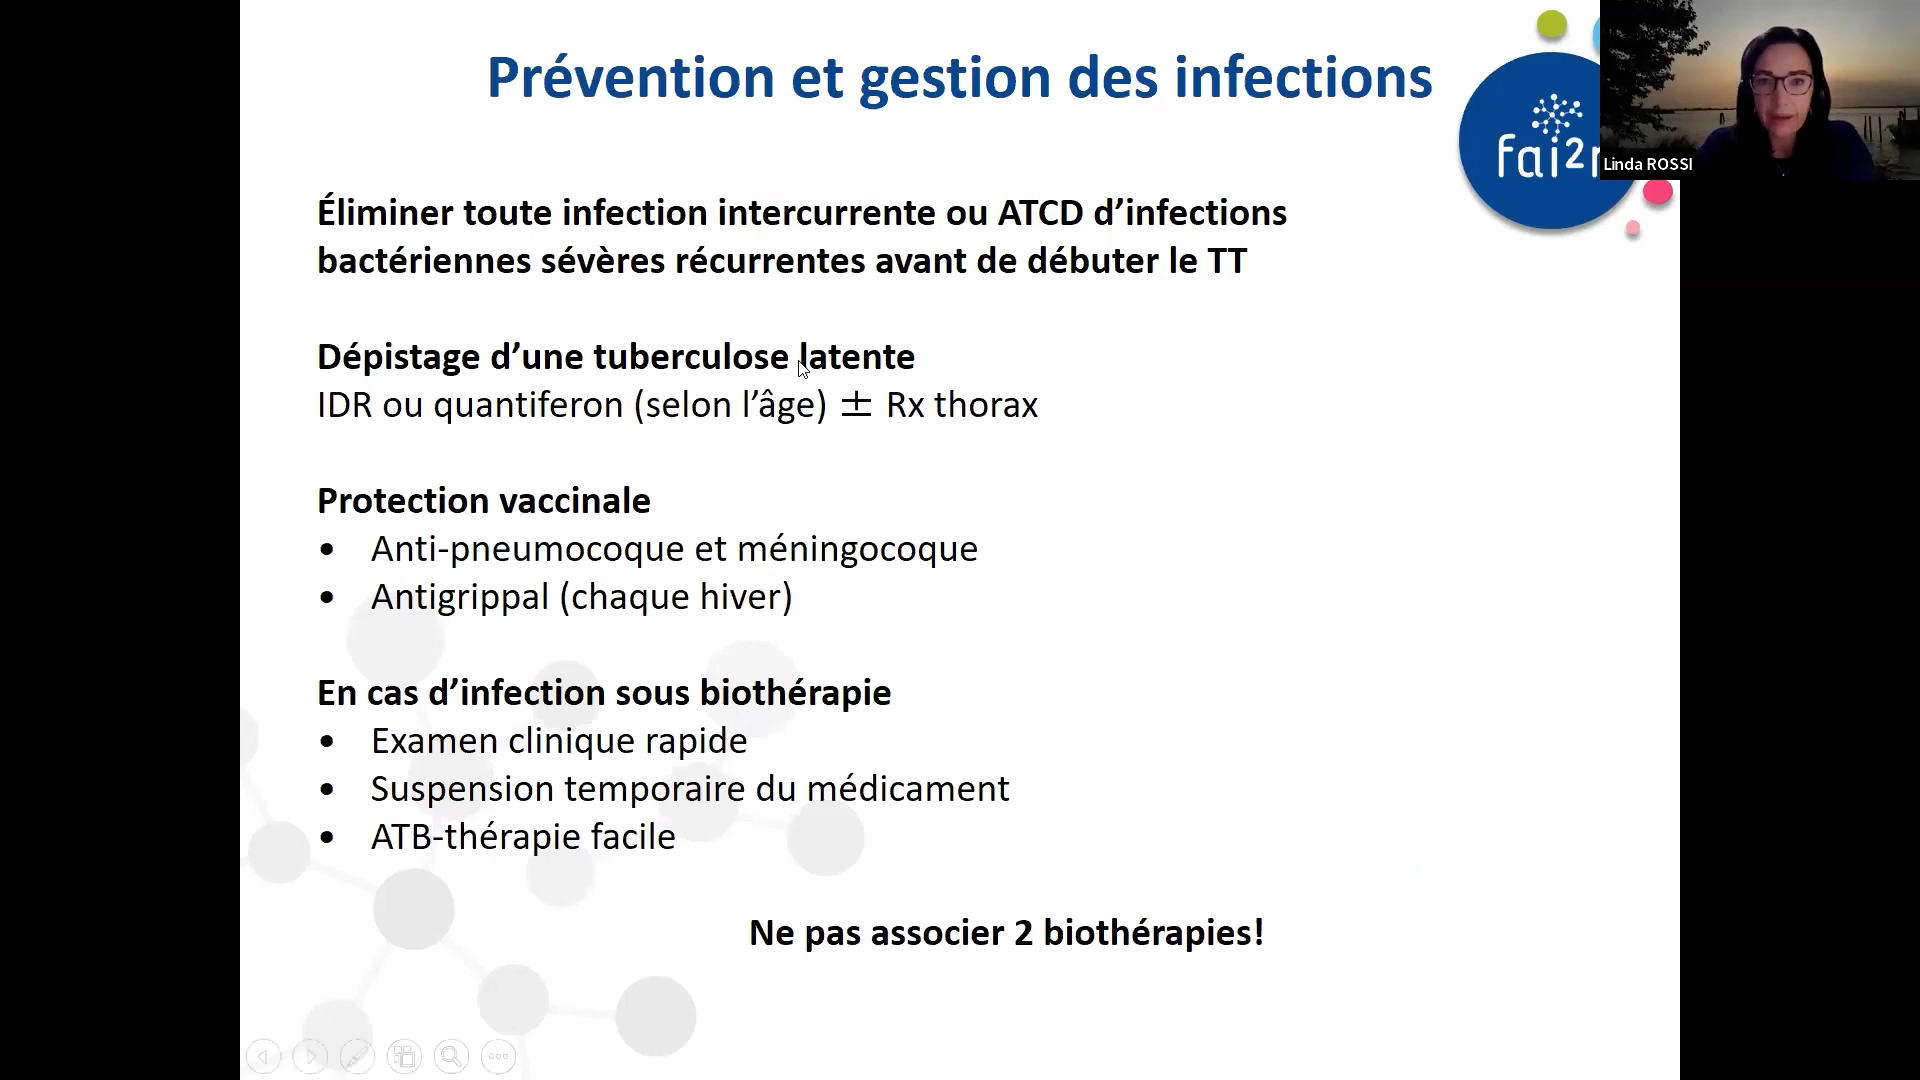 Prévention et gestion des infections
fai²
Linda ROSSI
Éliminer toute infection intercurrente ou ATCD d’infections
bactériennes sévères récurrentes avant de débuter le TT
Dépistage d’une tuberculose latente
IDR ou quantiferon (selon l’âge) ± Rx thorax
Protection vaccinale
• Anti-pneumocoque et méningocoque
• Antigrippal (chaque hiver)
En cas d’infection sous biothérapie
• Examen clinique rapide
• Suspension temporaire du médicament
• ATB-thérapie facile
Ne pas associer 2 biothérapies!